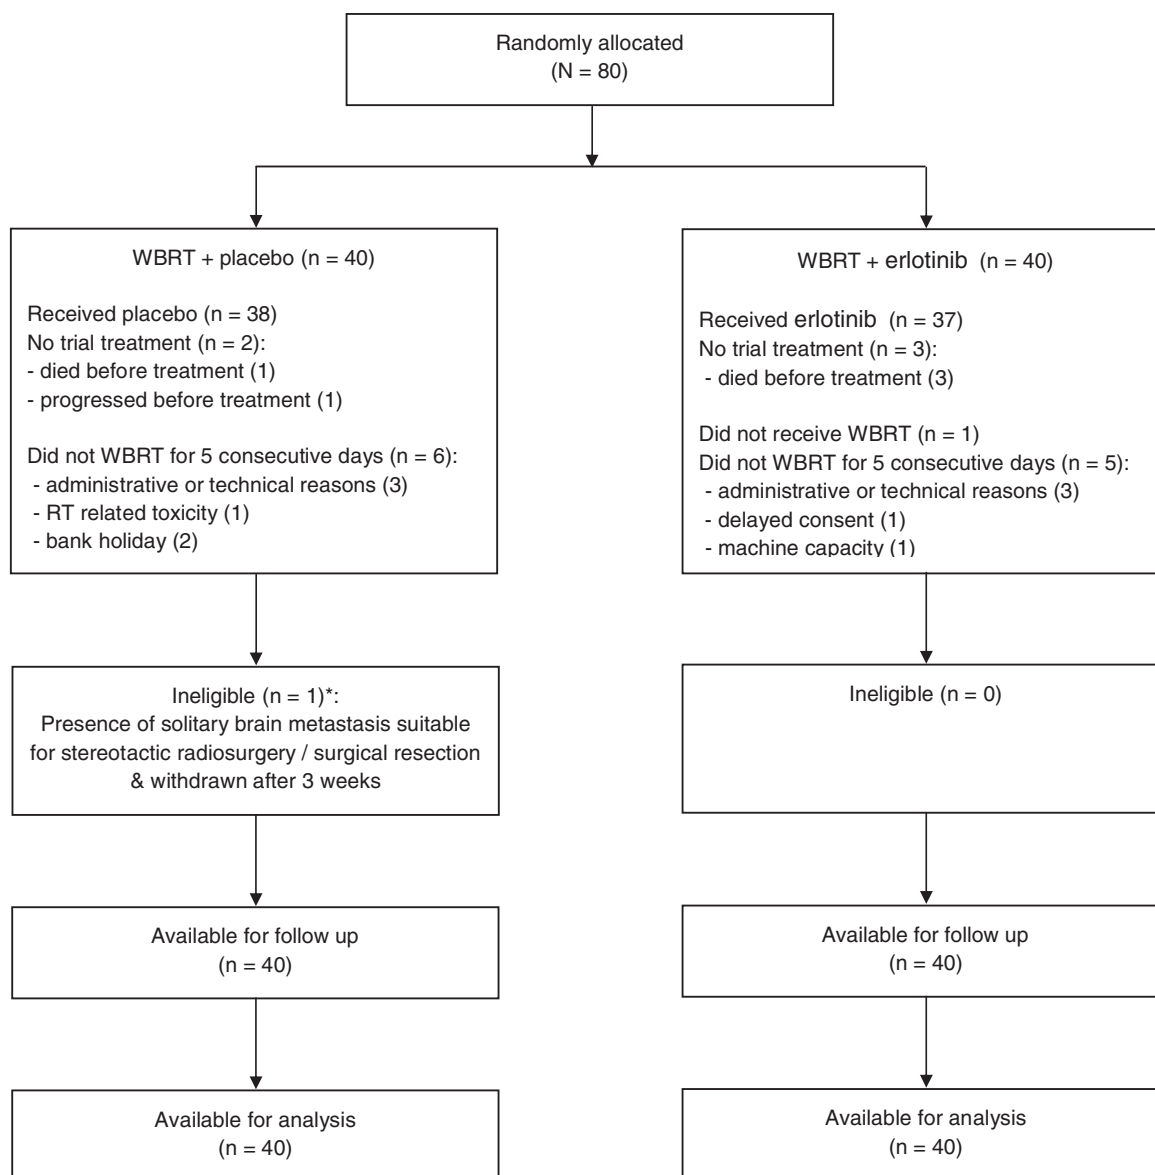 Randomly allocated
(N = 80)
WBRT + placebo (n = 40)
Received placebo (n = 38)
No trial treatment (n = 2):
- died before treatment (1)
- progressed before treatment (1)
Did not WBRT for 5 consecutive days (n = 6):
- administrative or technical reasons (3)
- RT related toxicity (1)
- bank holiday (2)
WBRT + erlotinib (n = 40)
Received erlotinib (n = 37)
No trial treatment (n = 3):
- died before treatment (3)
Did not receive WBRT (n = 1)
Did not WBRT for 5 consecutive days (n = 5):
- administrative or technical reasons (3)
- delayed consent (1)
- machine capacity (1)
Ineligible (n = 1)*:
Presence of solitary brain metastasis suitable
for stereotactic radiosurgery / surgical resection
& withdrawn after 3 weeks
Ineligible (n = 0)
Available for follow up
(n = 40)
Available for follow up
(n = 40)
Available for analysis
(n = 40)
Available for analysis
(n = 40)